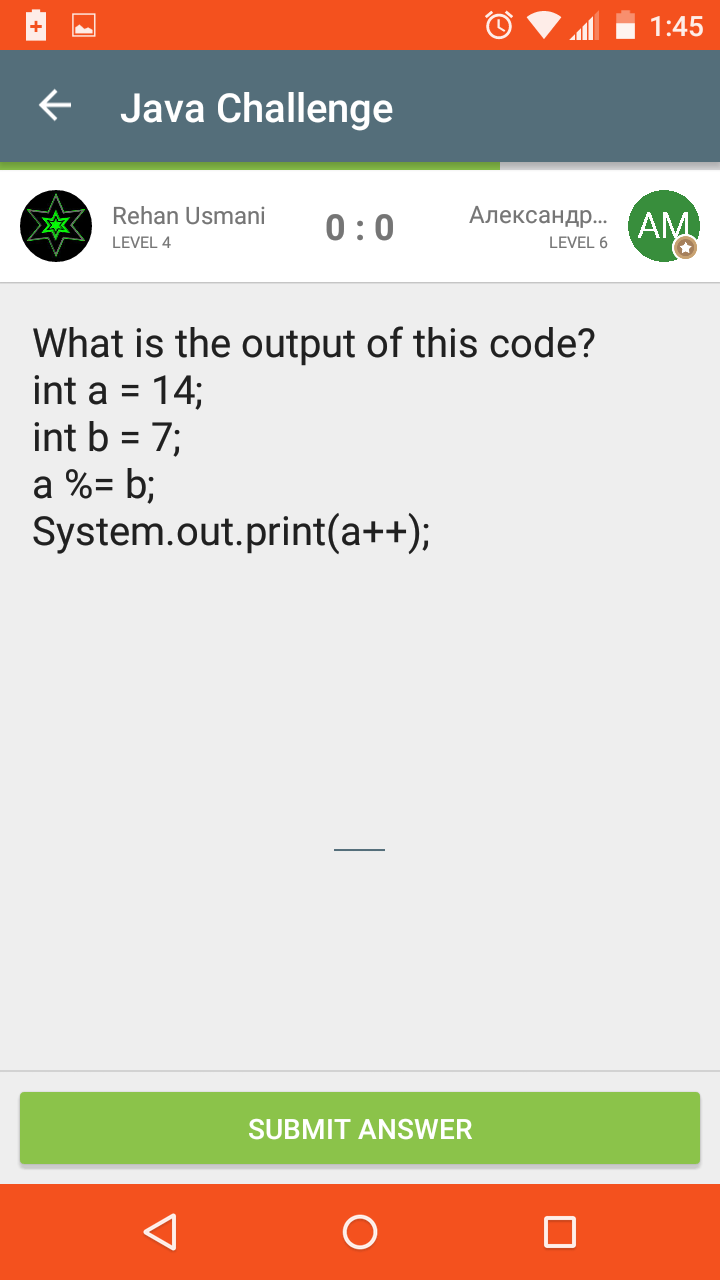 1:45
Java Challenge
Rehan Usmani
LEVEL 4
0 : 0
Александр...
LEVEL 6
AM
What is the output of this code?
int a = 14;
int b = 7;
a %= b;
System.out.print(a++);
SUBMIT ANSWER